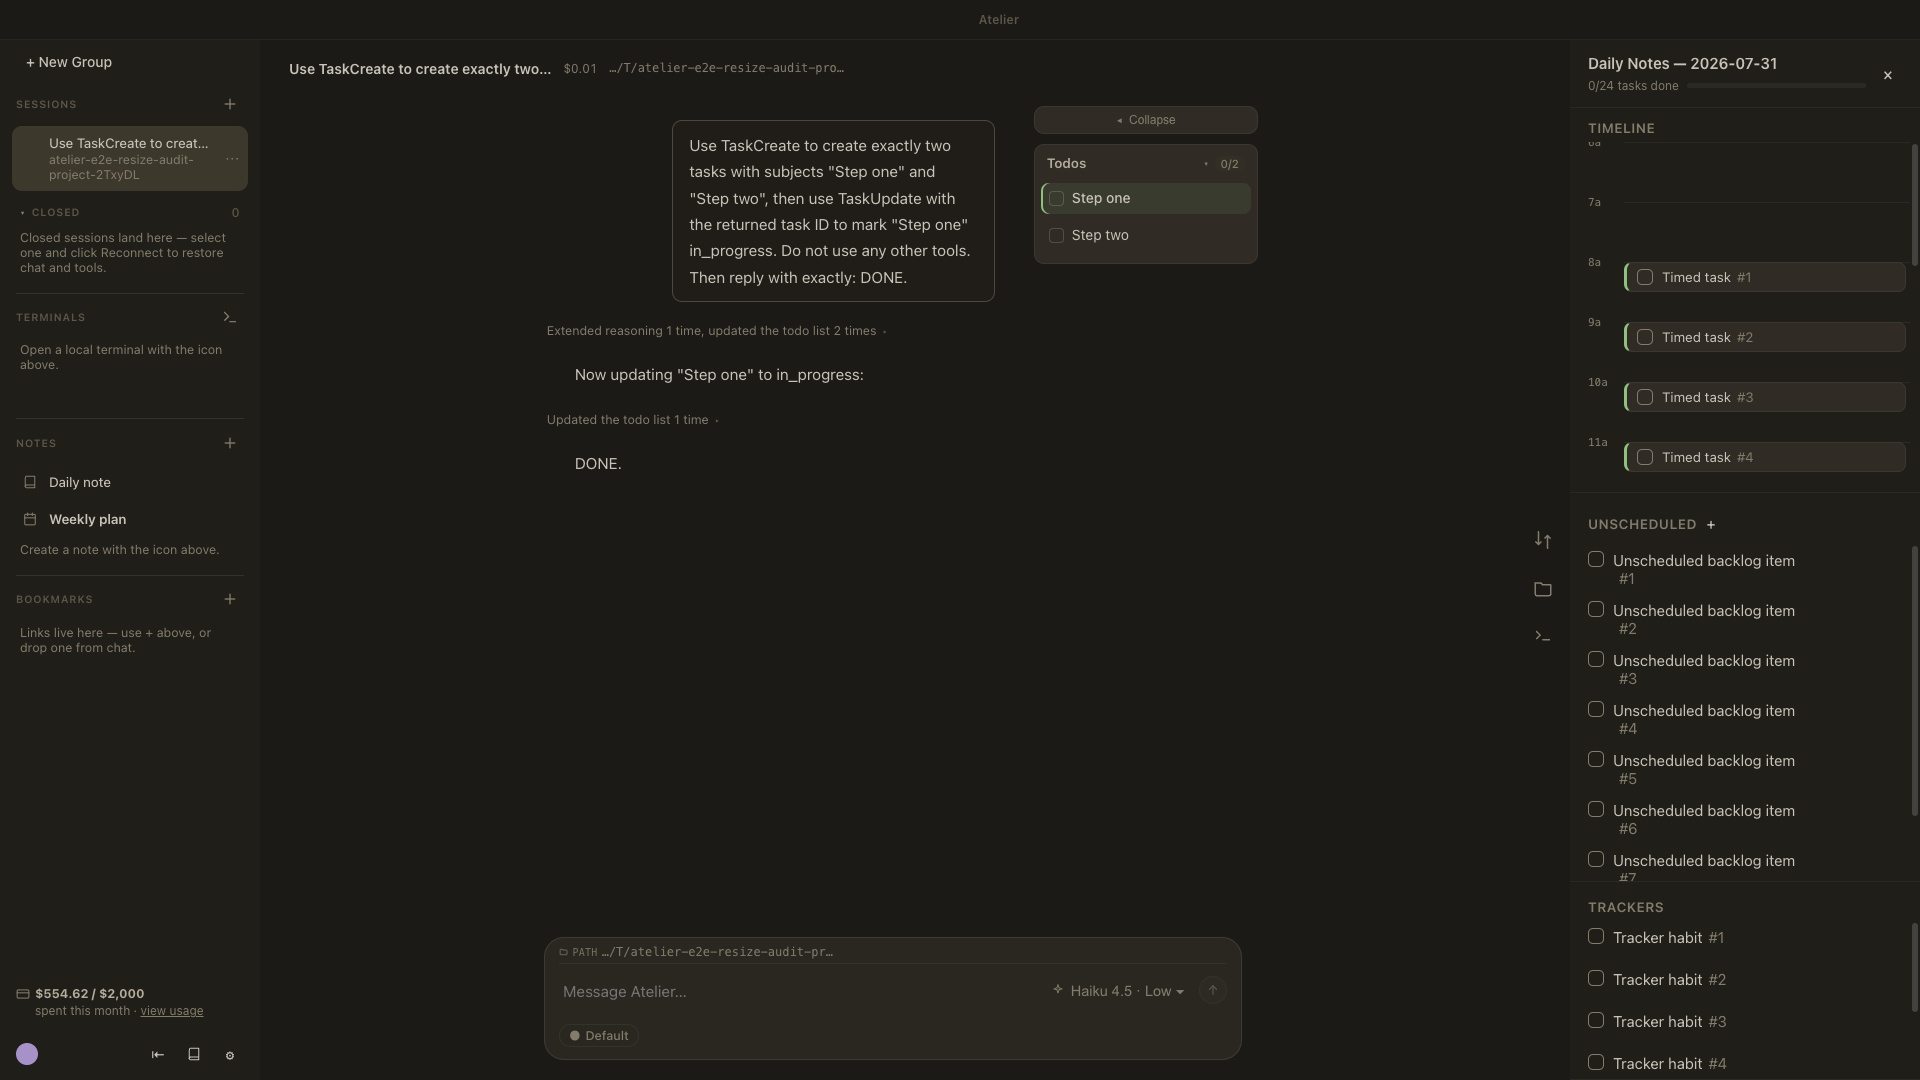 Atelier
+ New Group
SESSIONS
Use TaskCreate to creat...
atelier-e2e-resize-audit-
project-2TxyDL
CLOSED 0
Closed sessions land here — select
one and click Reconnect to restore
chat and tools.
TERMINALS
Open a local terminal with the icon
above.
NOTES
Daily note
Weekly plan
Create a note with the icon above.
BOOKMARKS
Links live here — use + above, or
drop one from chat.
$554.62 / $2,000
spent this month · view usage
Use TaskCreate to create exactly two... $0.01 …/T/atelier-e2e-resize-audit-pro…
Use TaskCreate to create exactly two
tasks with subjects "Step one" and
"Step two", then use TaskUpdate with
the returned task ID to mark "Step one"
in_progress. Do not use any other tools.
Then reply with exactly: DONE.
Extended reasoning 1 time, updated the todo list 2 times
Now updating "Step one" to in_progress:
Updated the todo list 1 time
DONE.
Collapse
Todos 0/2
Step one
Step two
PATH …/T/atelier-e2e-resize-audit-pr…
Message Atelier...
Haiku 4.5 · Low
Default
Daily Notes — 2026-07-31
0/24 tasks done
TIMELINE
6a
7a
8a
Timed task #1
9a
Timed task #2
10a
Timed task #3
11a
Timed task #4
UNSCHEDULED +
Unscheduled backlog item
#1
Unscheduled backlog item
#2
Unscheduled backlog item
#3
Unscheduled backlog item
#4
Unscheduled backlog item
#5
Unscheduled backlog item
#6
Unscheduled backlog item
#7
TRACKERS
Tracker habit #1
Tracker habit #2
Tracker habit #3
Tracker habit #4